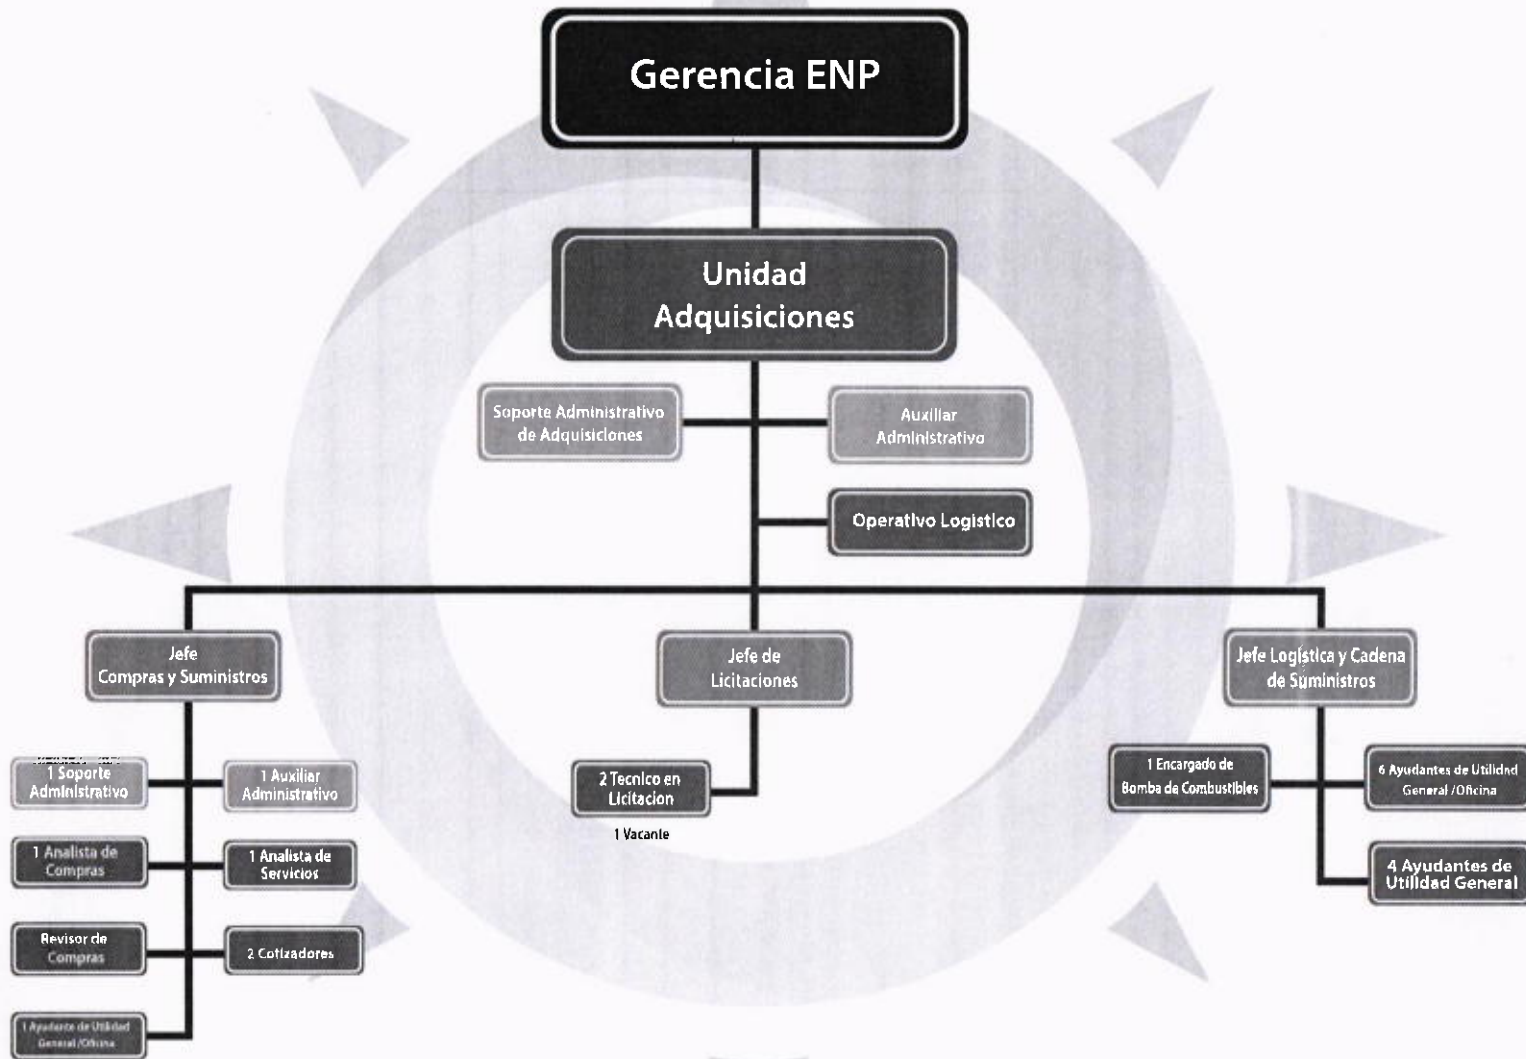 Gerencia ENP
Unidad
Adquisiciones
Soporte Administrativo
de Adquisiciones
Auxiliar
Administrativo
Operativo Logistico
Jefe
Compras y Suministros
Jefe de
Licitaciones
Jefe Logística y Cadena
de Suministros
1 Soporte
Administrativo
1 Auxiliar
Administrativo
1 Analista de
Compras
1 Analista de
Servicios
Revisor de
Compras
2 Cotizadores
1 Ayudante de Utilidad
General /Oficina
2 Tecnico en
Licitacion
1 Vacante
1 Encargado de
Bomba de Combustibles
6 Ayudantes de Utilidad
General /Oficina
4 Ayudantes de
Utilidad General